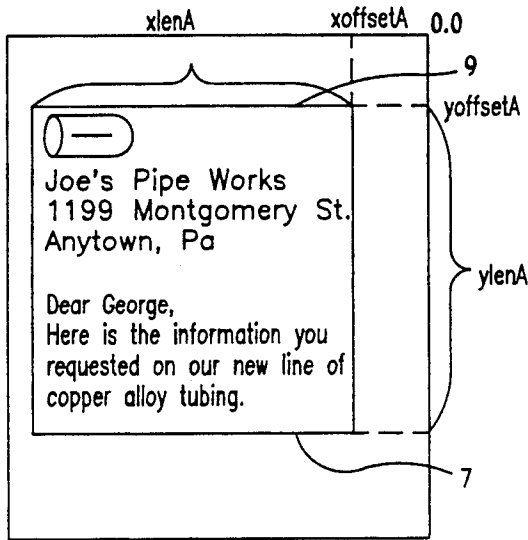 xlenA
xoffsetA
0.0
9
yoffsetA
Joe's Pipe Works
1199 Montgomery St.
Anytown, Pa
ylenA
Dear George,
Here is the information you
requested on our new line of
copper alloy tubing.
7